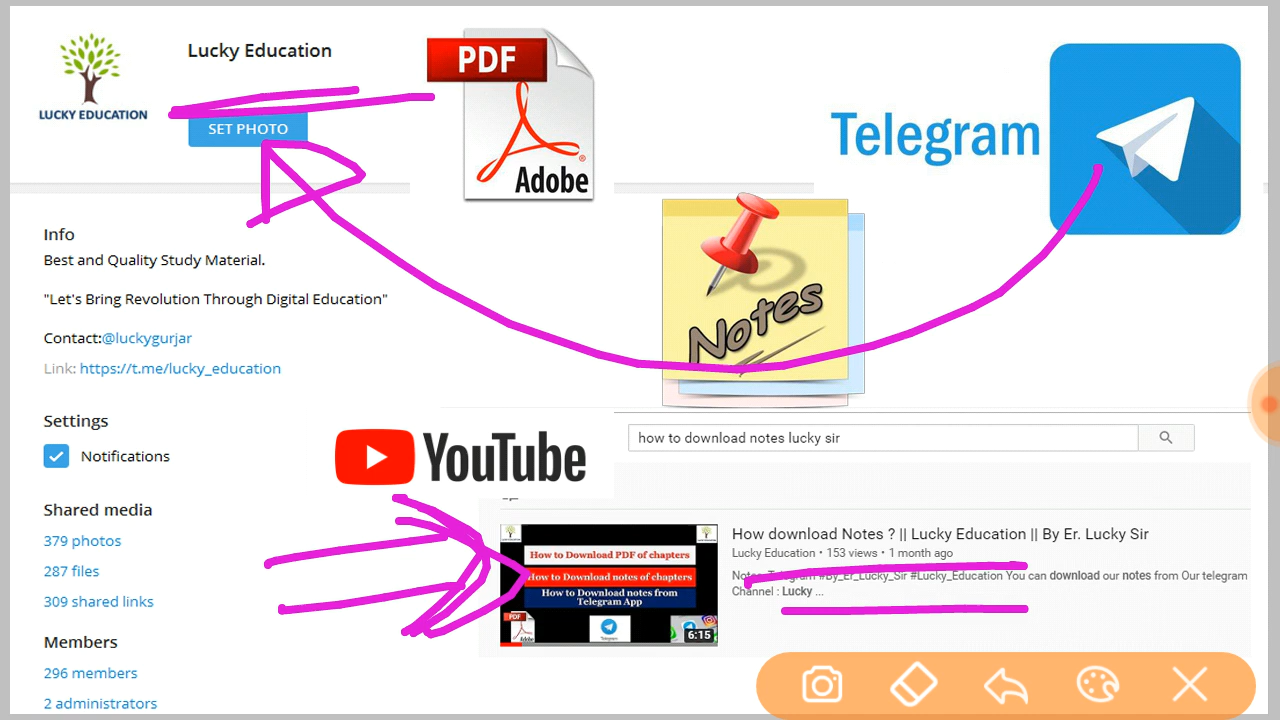 Lucky Education
LUCKY EDUCATION
SET PHOTO
PDF
Adobe
Telegram
Info
Best and Quality Study Material.
"Let's Bring Revolution Through Digital Education"
Contact:@luckygurjar
Link: https://t.me/lucky_education
Notes
Settings
Notifications
YouTube
how to download notes lucky sir
Shared media
379 photos
287 files
309 shared links
How to Download PDF of chapters
How to Download notes of chapters
How to Download notes from
Telegram App
PDF
Adobe
Telegram
6:15
How download Notes ? || Lucky Education || By Er. Lucky Sir
Lucky Education • 153 views • 1 month ago
#By_Er_Lucky_Sir #Lucky_Education You can download our notes from Our telegram
Channel : Lucky ...
Members
296 members
2 administrators